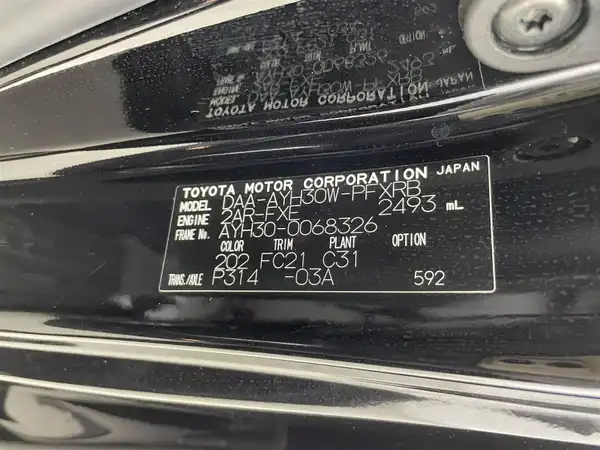 TOYOTA MOTOR CORPORATION JAPAN
MODEL DAA-AYH30W-PFXRB
ENGINE 2AR-FXE 2493 mL
FRAME No. AYH30-0068326
COLOR TRIM PLANT OPTION
202 FC21 C31
TRANS./AXLE P314 -03A 592